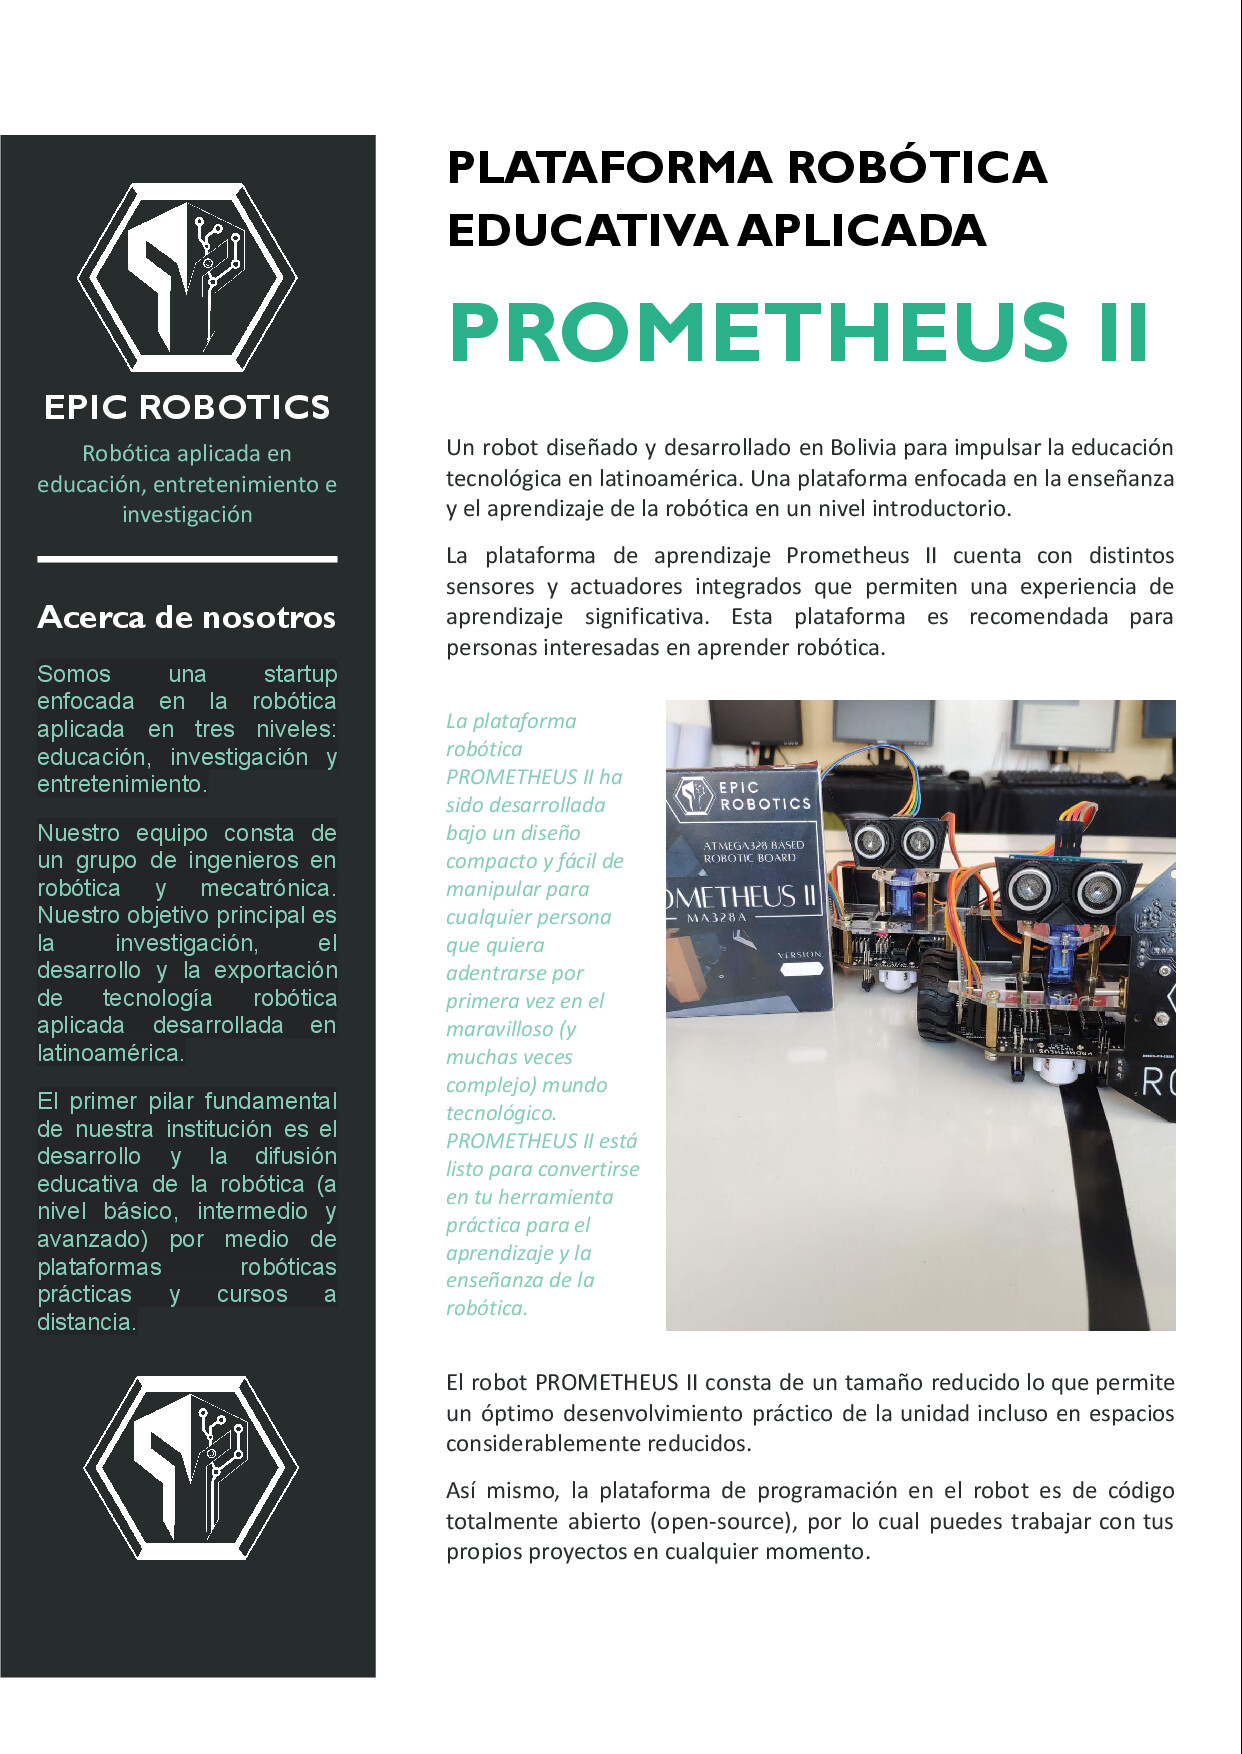 EPIC ROBOTICS
Robótica aplicada en
educación, entretenimiento e
investigación
Acerca de nosotros
Somos una startup
enfocada en la robótica
aplicada en tres niveles:
educación, investigación y
entretenimiento.
Nuestro equipo consta de
un grupo de ingenieros en
robótica y mecatrónica.
Nuestro objetivo principal es
la investigación, el
desarrollo y la exportación
de tecnología robótica
aplicada desarrollada en
latinoamérica.
El primer pilar fundamental
de nuestra institución es el
desarrollo y la difusión
educativa de la robótica (a
nivel básico, intermedio y
avanzado) por medio de
plataformas robóticas
prácticas y cursos a
distancia.
PLATAFORMA ROBÓTICA
EDUCATIVA APLICADA
PROMETHEUS II
Un robot diseñado y desarrollado en Bolivia para impulsar la educación
tecnológica en latinoamérica. Una plataforma enfocada en la enseñanza
y el aprendizaje de la robótica en un nivel introductorio.
La plataforma de aprendizaje Prometheus II cuenta con distintos
sensores y actuadores integrados que permiten una experiencia de
aprendizaje significativa. Esta plataforma es recomendada para
personas interesadas en aprender robótica.
La plataforma
robótica
PROMETHEUS II ha
sido desarrollada
bajo un diseño
compacto y fácil de
manipular para
cualquier persona
que quiera
adentrarse por
primera vez en el
maravilloso (y
muchas veces
complejo) mundo
tecnológico.
PROMETHEUS II está
listo para convertirse
en tu herramienta
práctica para el
aprendizaje y la
enseñanza de la
robótica.
EPIC
ROBOTICS
ATMEGA328 BASED
ROBOTIC BOARD
OMETHEUS II
MA328A
VERSION
PROMETHEUS II
RO
El robot PROMETHEUS II consta de un tamaño reducido lo que permite
un óptimo desenvolvimiento práctico de la unidad incluso en espacios
considerablemente reducidos.
Así mismo, la plataforma de programación en el robot es de código
totalmente abierto (open-source), por lo cual puedes trabajar con tus
propios proyectos en cualquier momento.